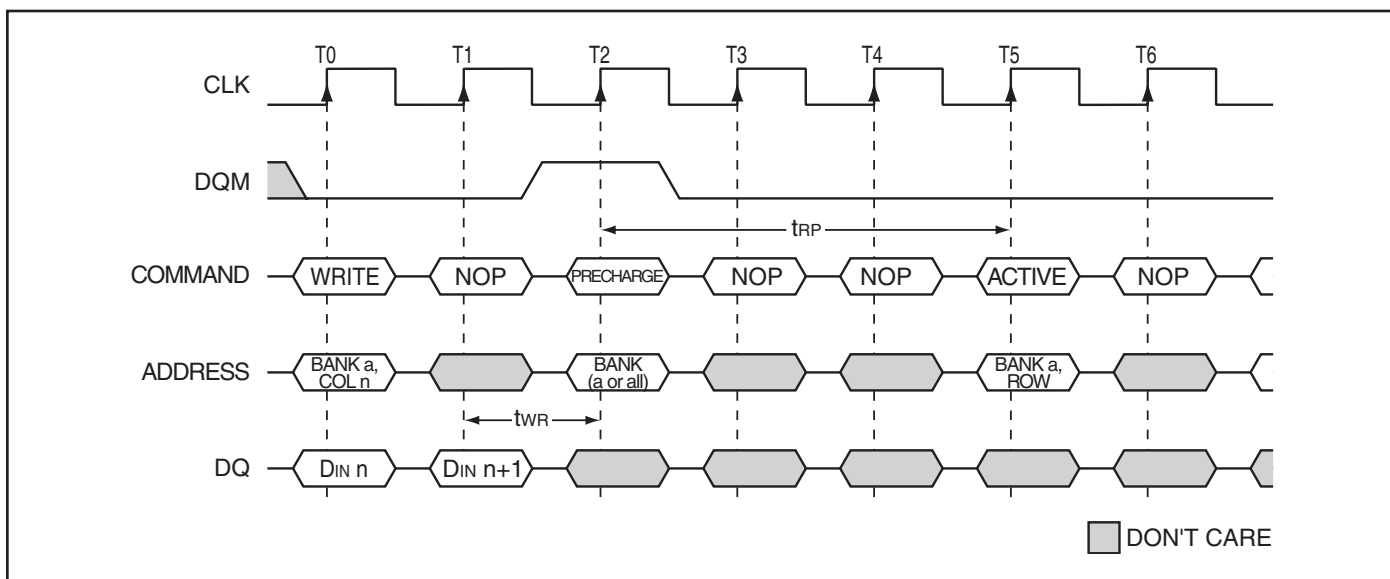 T0 T1 T2 T3 T4 T5 T6
CLK
DQM
tRP
COMMAND WRITE NOP PRECHARGE NOP NOP ACTIVE NOP
ADDRESS BANK a, COL n BANK (a or all) BANK a, ROW
tWR
DQ DIN n DIN n+1
DON'T CARE